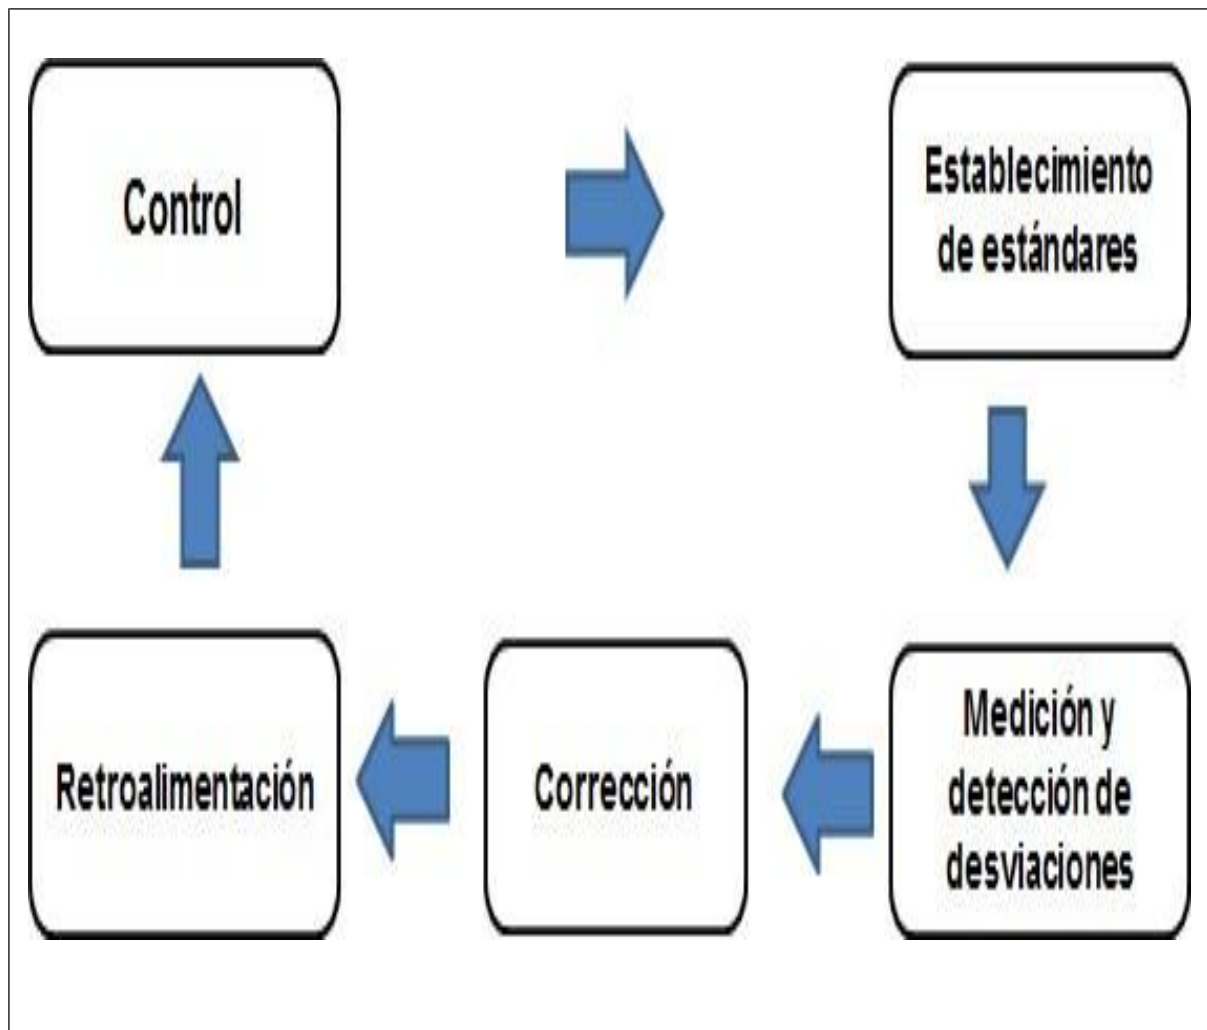 Control
Establecimiento
de estándares
Medición y
detección de
desviaciones
Corrección
Retroalimentación